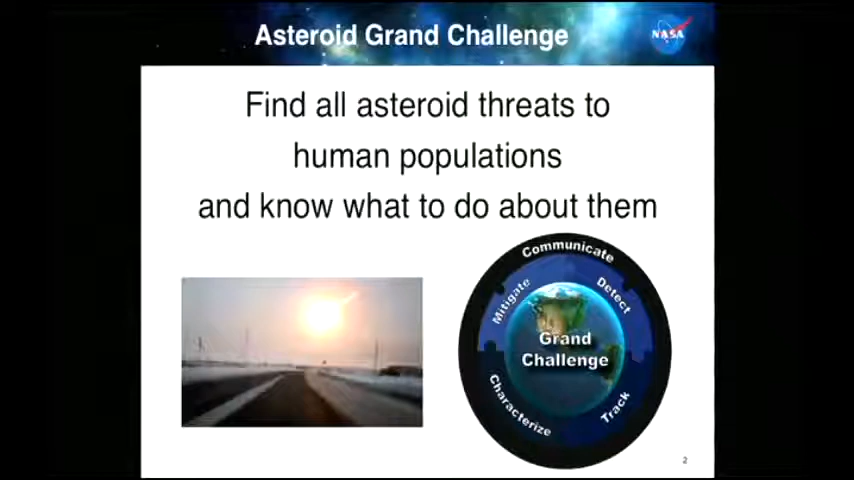 Asteroid Grand Challenge
NASA
Find all asteroid threats to
human populations
and know what to do about them
Communicate
Mitigate
Detect
Grand
Challenge
Characterize
Track
2